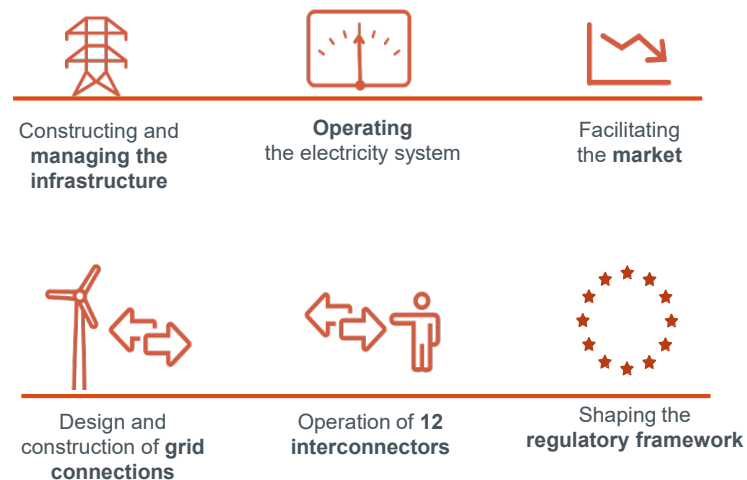 Constructing and
managing the
infrastructure
Operating
the electricity system
Facilitating
the market
Design and
construction of grid
connections
Operation of 12
interconnectors
Shaping the
regulatory framework